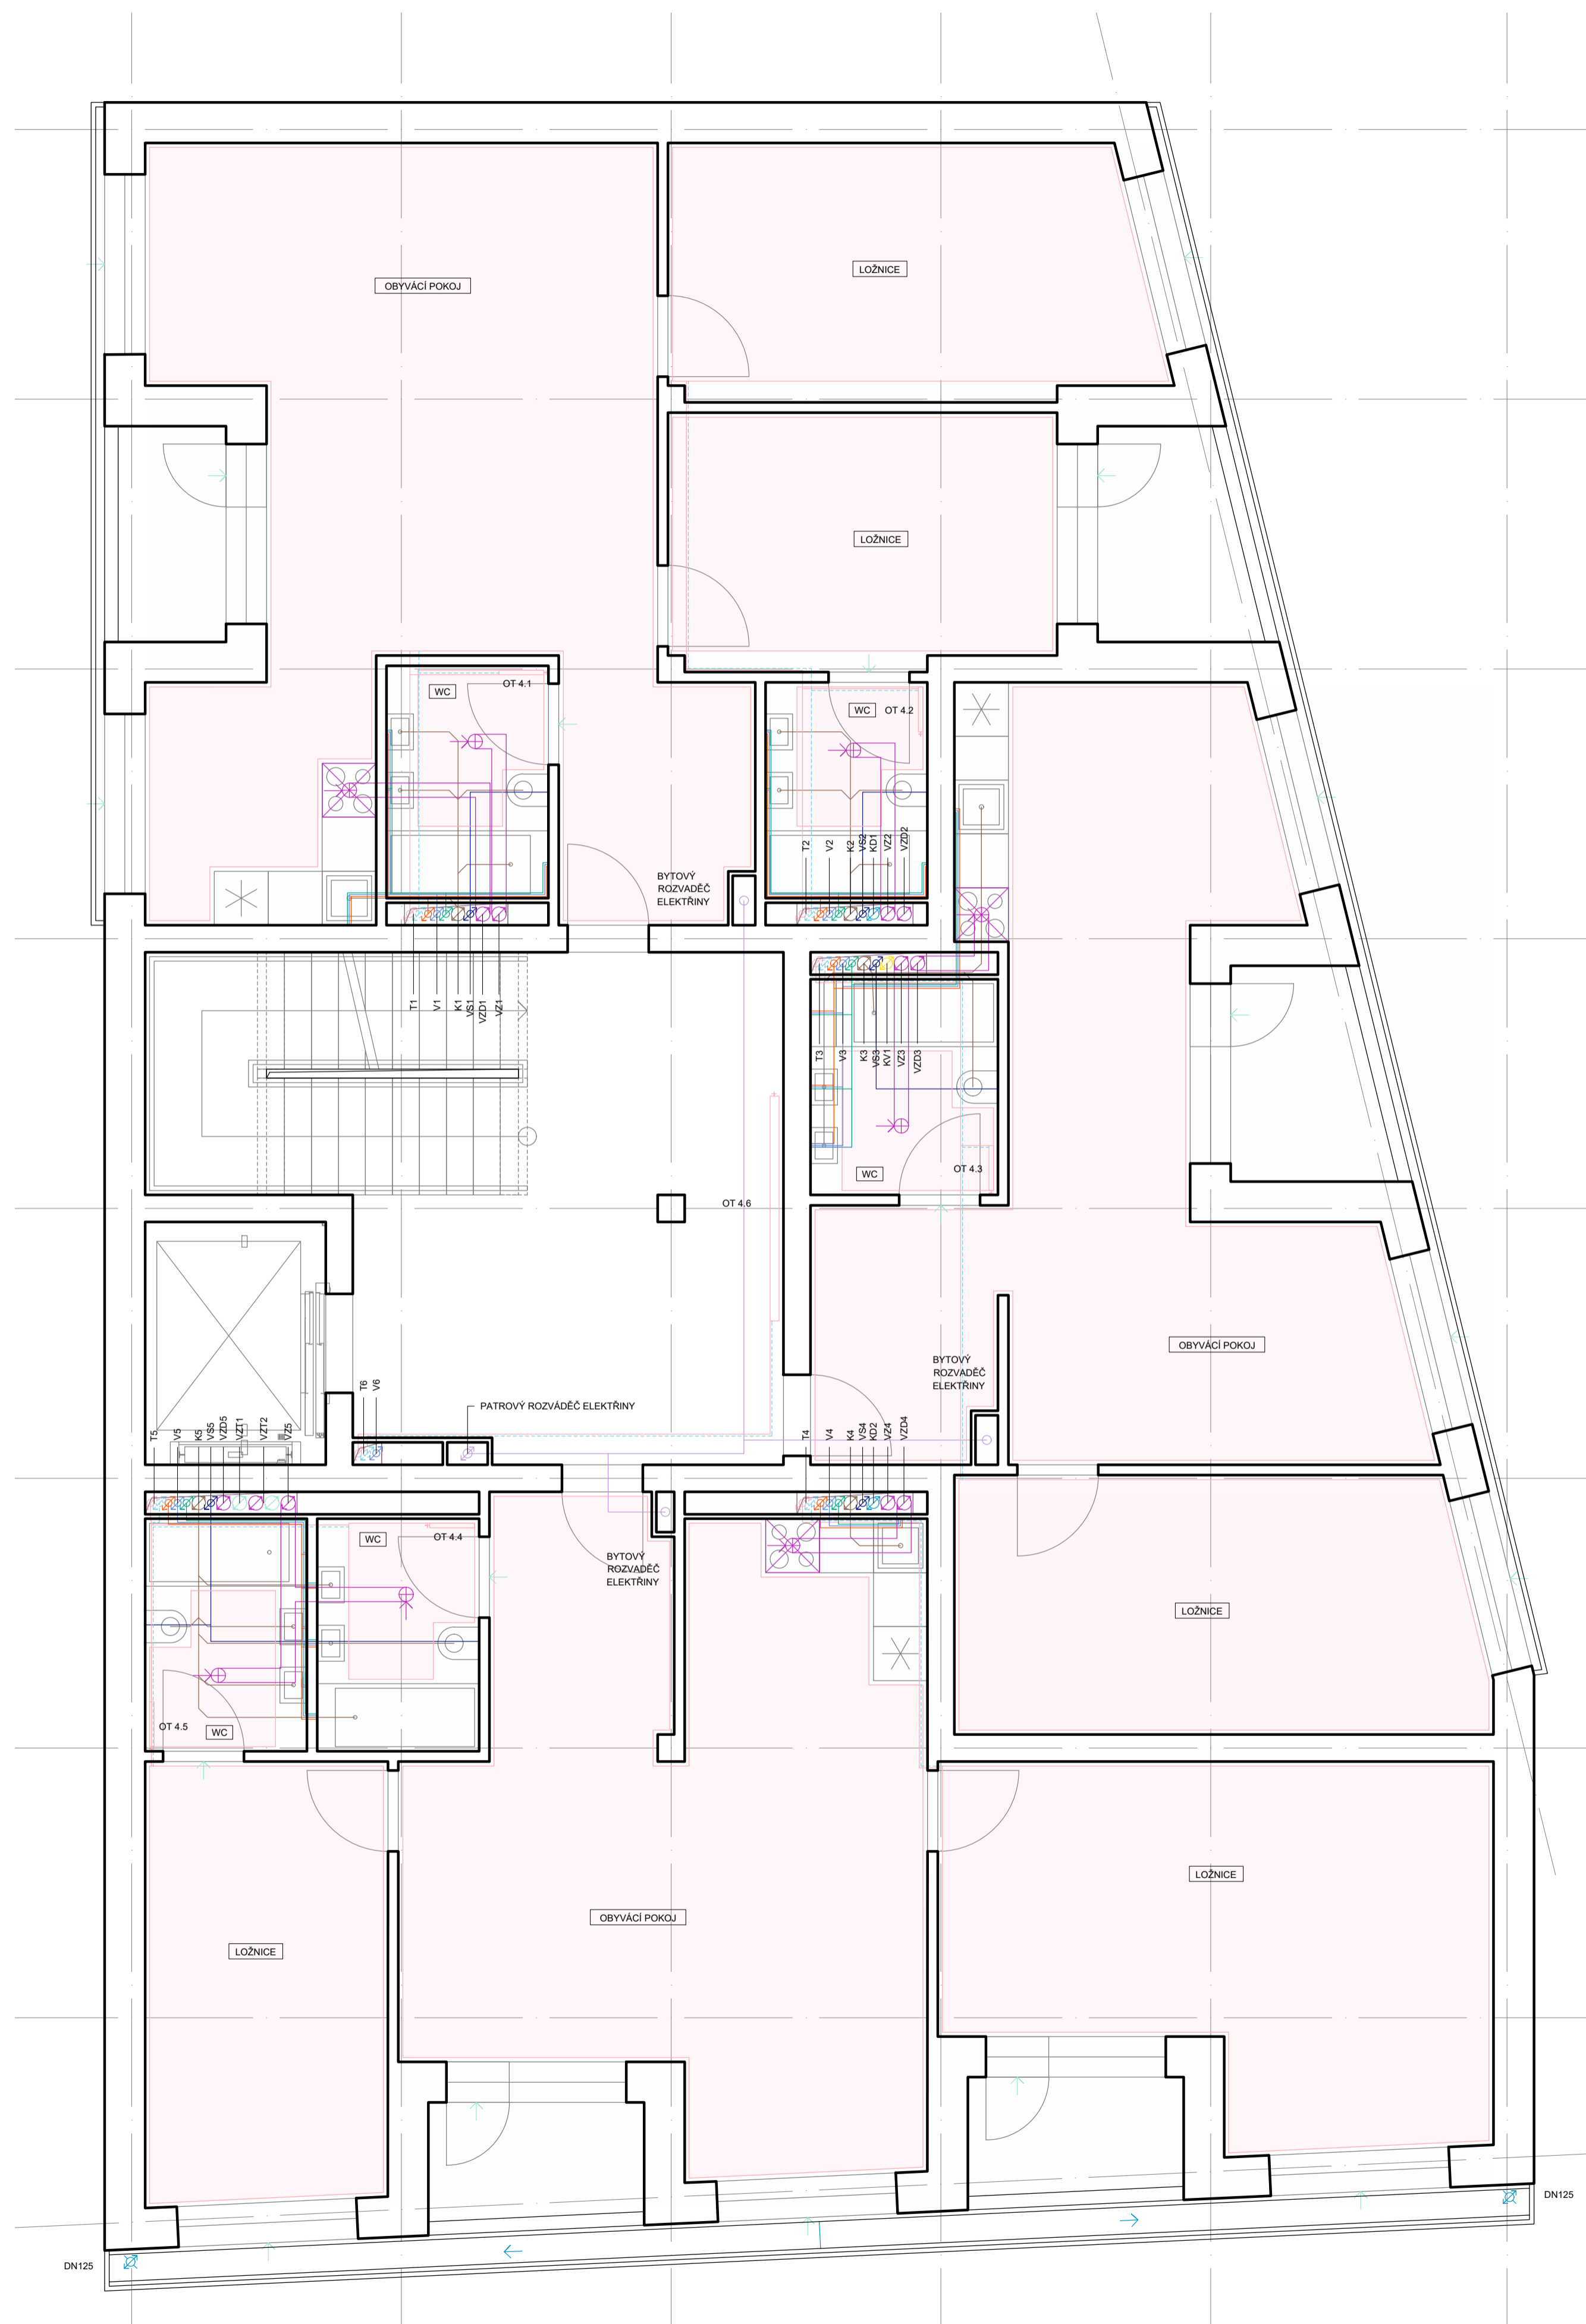 LOŽNICE
OBYVÁCÍ POKOJ
LOŽNICE
WC
OT 4.1
WC
OT 4.2
T2
V2
K2
VS2
KD1
VZ2
VZD2
BYTOVÝ
ROZVADĚČ
ELEKTŘINY
T1
V1
K1
VS1
VZD1
VZ1
T3
V3
K3
VS3
KV1
VZ3
VZD3
WC
OT 4.3
OT 4.6
OBYVÁCÍ POKOJ
BYTOVÝ
ROZVADĚČ
ELEKTŘINY
T6
V6
PATROVÝ ROZVÁDĚČ ELEKTŘINY
T5
V5
K5
VS5
VZD5
VZT1
VZT2
VZ5
T4
V4
K4
VS4
KD2
VZ4
VZD4
WC
OT 4.4
BYTOVÝ
ROZVADĚČ
ELEKTŘINY
LOŽNICE
OT 4.5
WC
LOŽNICE
OBYVÁCÍ POKOJ
LOŽNICE
DN125
DN125